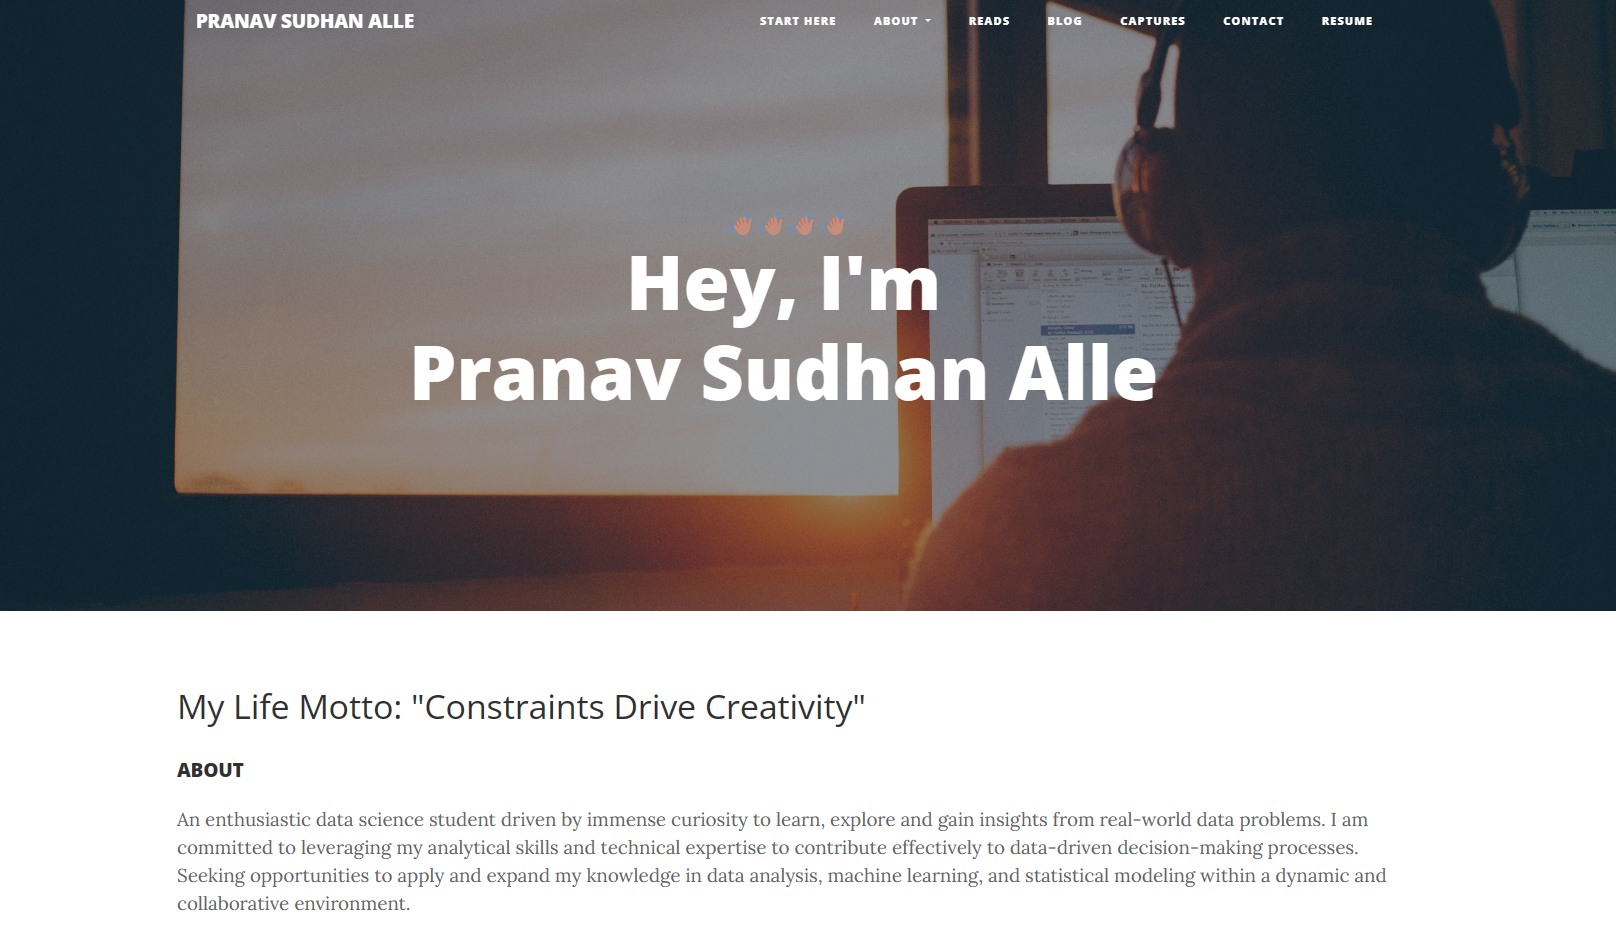 PRANAV SUDHAN ALLE
START HERE
ABOUT
READS
BLOG
CAPTURES
CONTACT
RESUME
Hey, I'm
Pranav Sudhan Alle
My Life Motto: "Constraints Drive Creativity"
ABOUT
An enthusiastic data science student driven by immense curiosity to learn, explore and gain insights from real-world data problems. I am
committed to leveraging my analytical skills and technical expertise to contribute effectively to data-driven decision-making processes.
Seeking opportunities to apply and expand my knowledge in data analysis, machine learning, and statistical modeling within a dynamic and
collaborative environment.